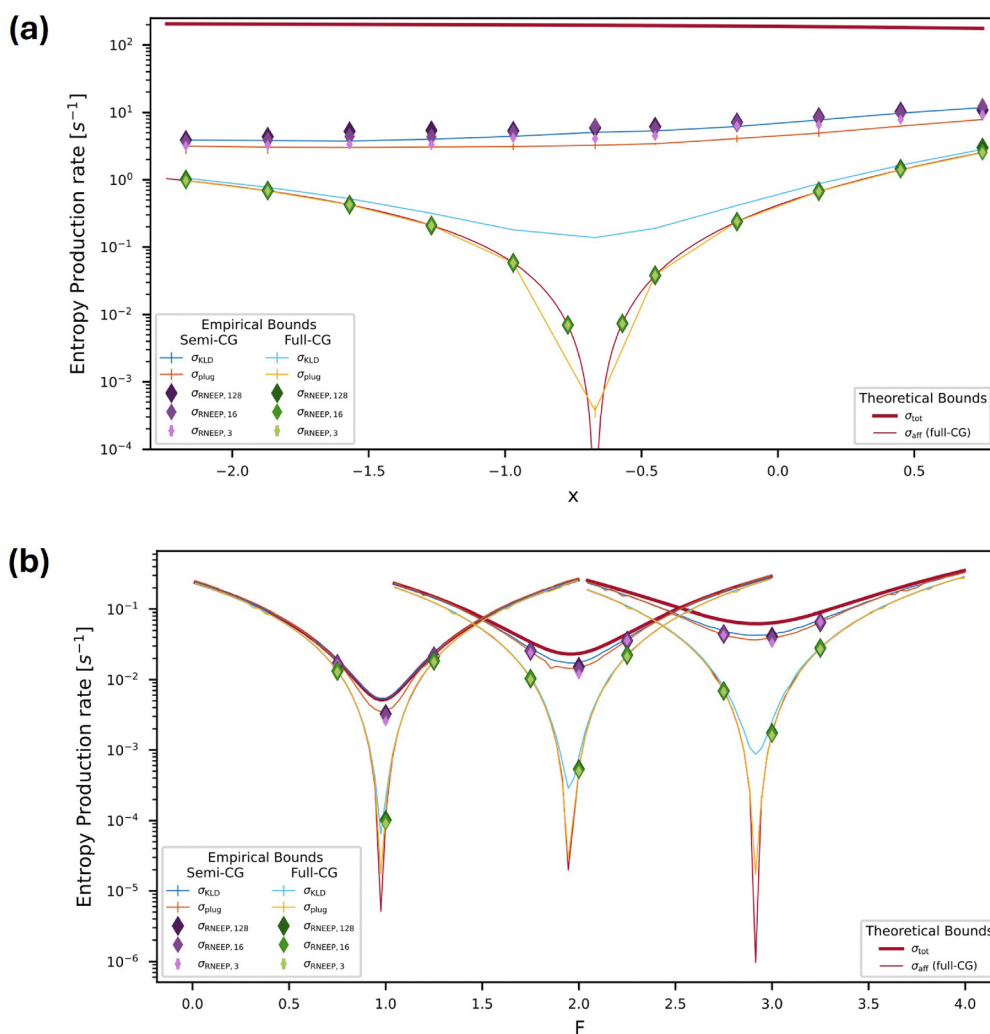 (a)
Entropy Production rate [s⁻¹]
10²
10¹
10⁰
10⁻¹
10⁻²
10⁻³
10⁻⁴
Empirical Bounds
Semi-CG Full-CG
σKLD σKLD
σplug σplug
σRNEEP, 128 σRNEEP, 128
σRNEEP, 16 σRNEEP, 16
σRNEEP, 3 σRNEEP, 3
Theoretical Bounds
σtot
σaff (full-CG)
−2.0 −1.5 −1.0 −0.5 0.0 0.5
x
(b)
Entropy Production rate [s⁻¹]
10⁻¹
10⁻²
10⁻³
10⁻⁴
10⁻⁵
10⁻⁶
Empirical Bounds
Semi-CG Full-CG
σKLD σKLD
σplug σplug
σRNEEP, 128 σRNEEP, 128
σRNEEP, 16 σRNEEP, 16
σRNEEP, 3 σRNEEP, 3
Theoretical Bounds
σtot
σaff (full-CG)
0.0 0.5 1.0 1.5 2.0 2.5 3.0 3.5 4.0
F